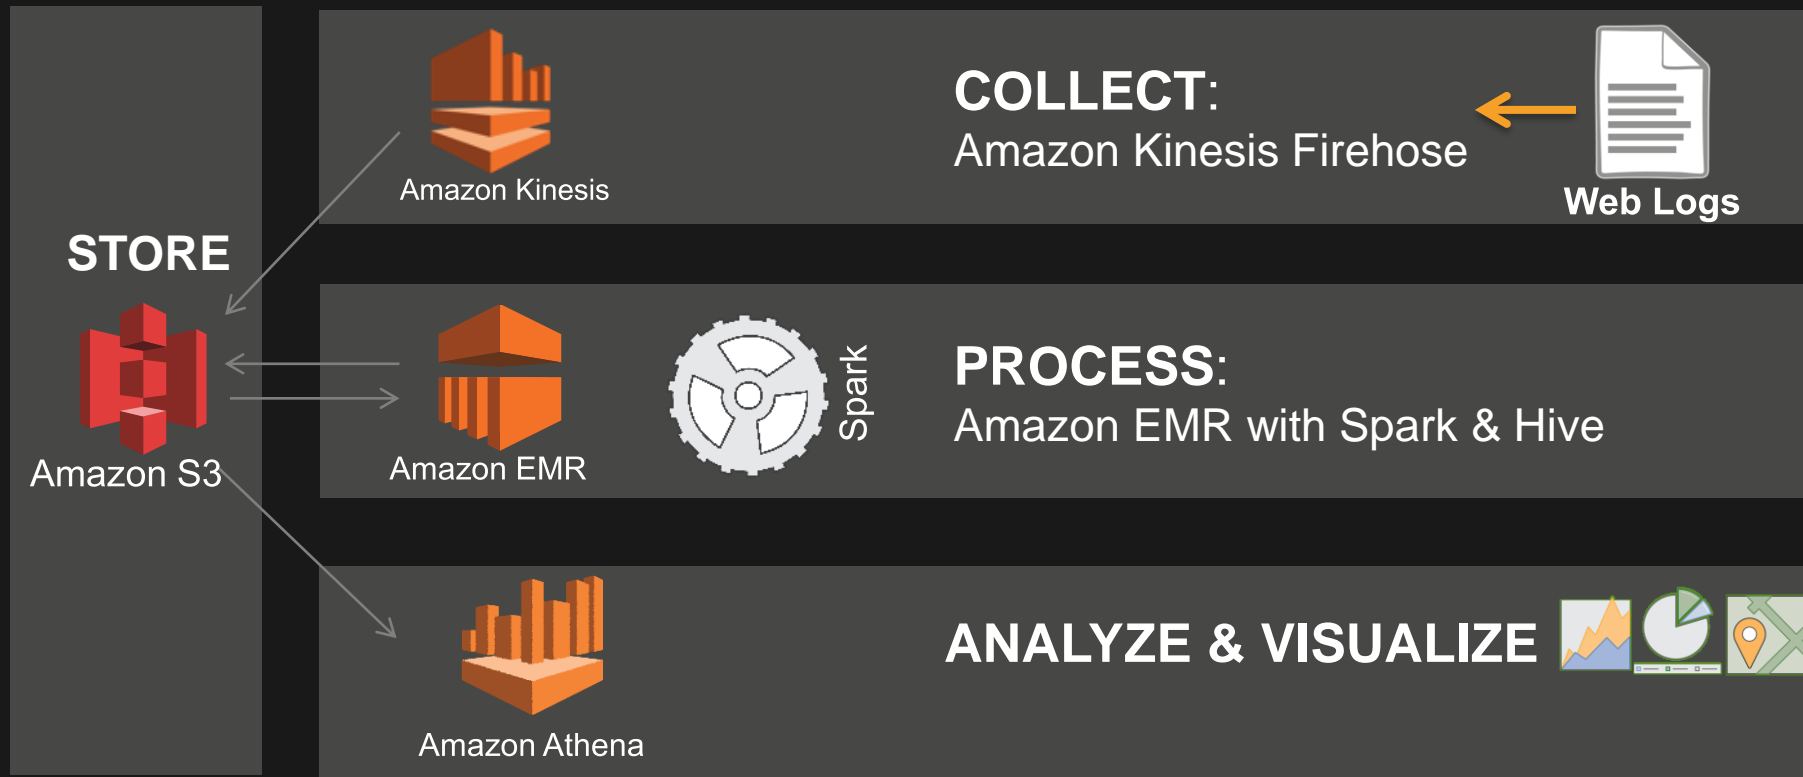 STORE
Amazon S3
Amazon Kinesis
COLLECT:
Amazon Kinesis Firehose
Web Logs
Amazon EMR
Spark
PROCESS:
Amazon EMR with Spark & Hive
Amazon Athena
ANALYZE & VISUALIZE